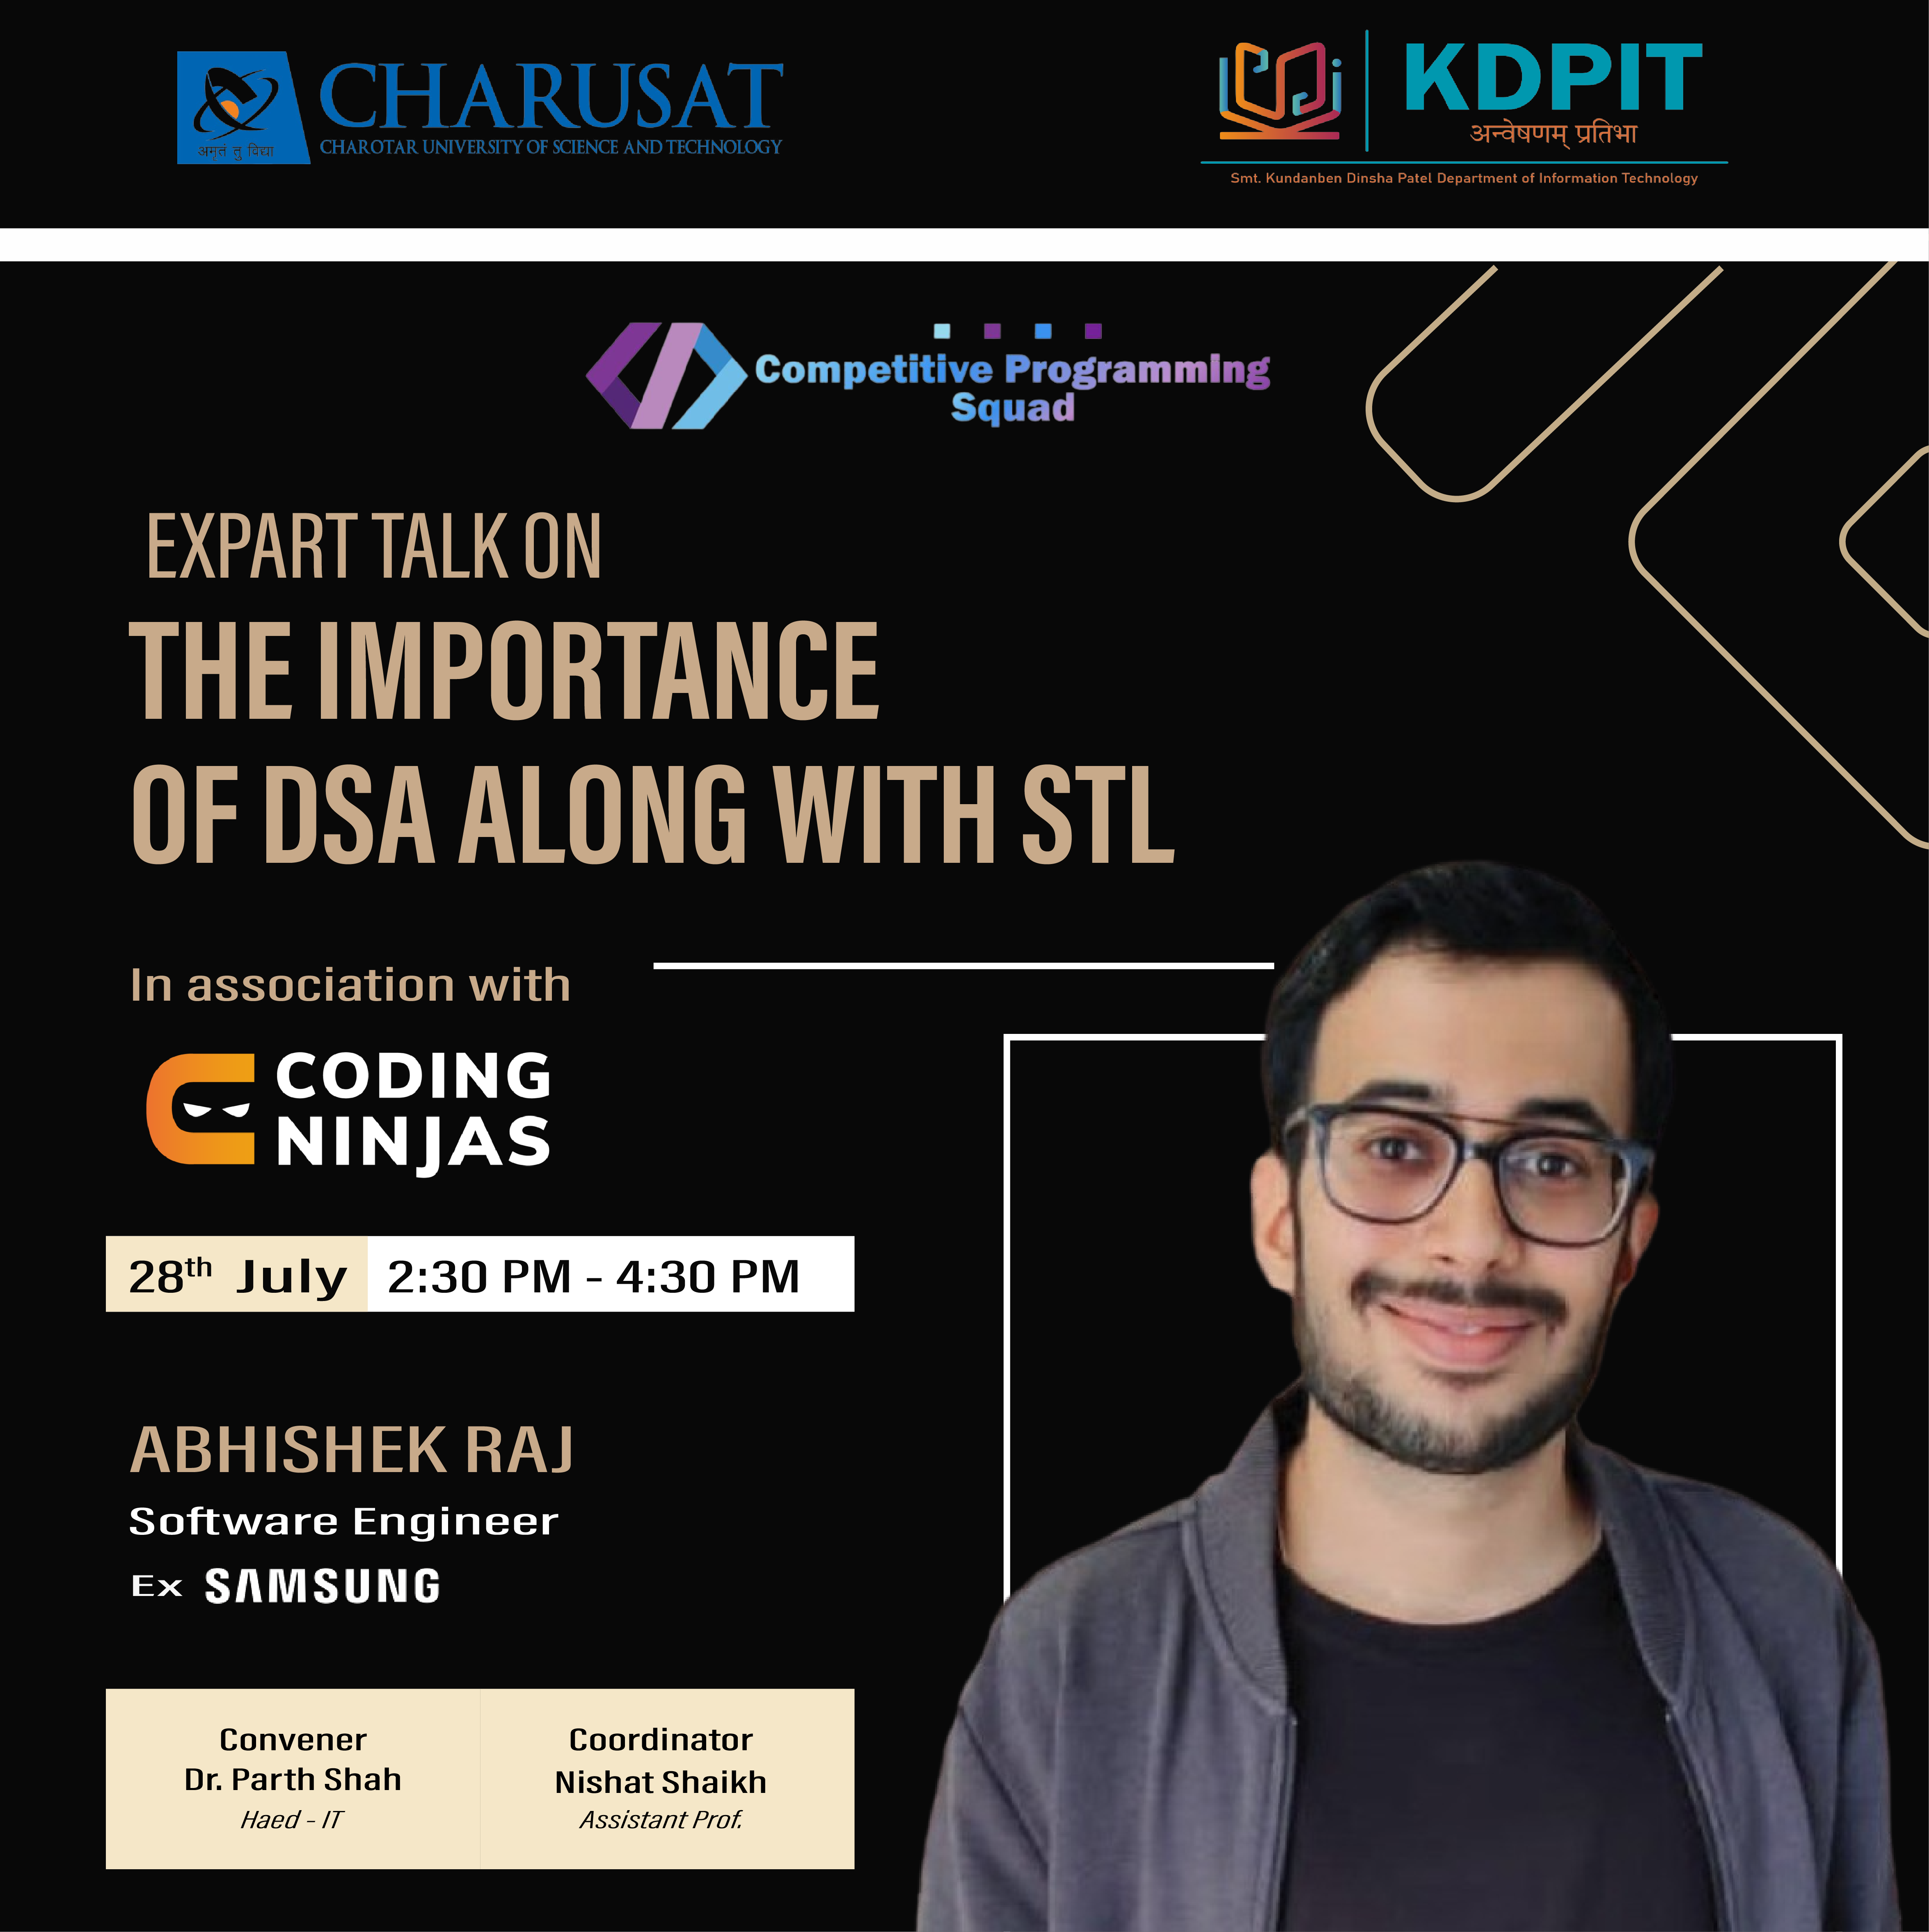 अमृतं तु विद्या
CHARUSAT
CHAROTAR UNIVERSITY OF SCIENCE AND TECHNOLOGY
KDPIT
अन्वेषणम् प्रतिभा
Smt. Kundanben Dinsha Patel Department of Information Technology
Competitive Programming
Squad
EXPART TALK ON
THE IMPORTANCE
OF DSA ALONG WITH STL
In association with
CODING
NINJAS
28th July 2:30 PM - 4:30 PM
ABHISHEK RAJ
Software Engineer
Ex SAMSUNG
Convener
Dr. Parth Shah
Haed - IT
Coordinator
Nishat Shaikh
Assistant Prof.